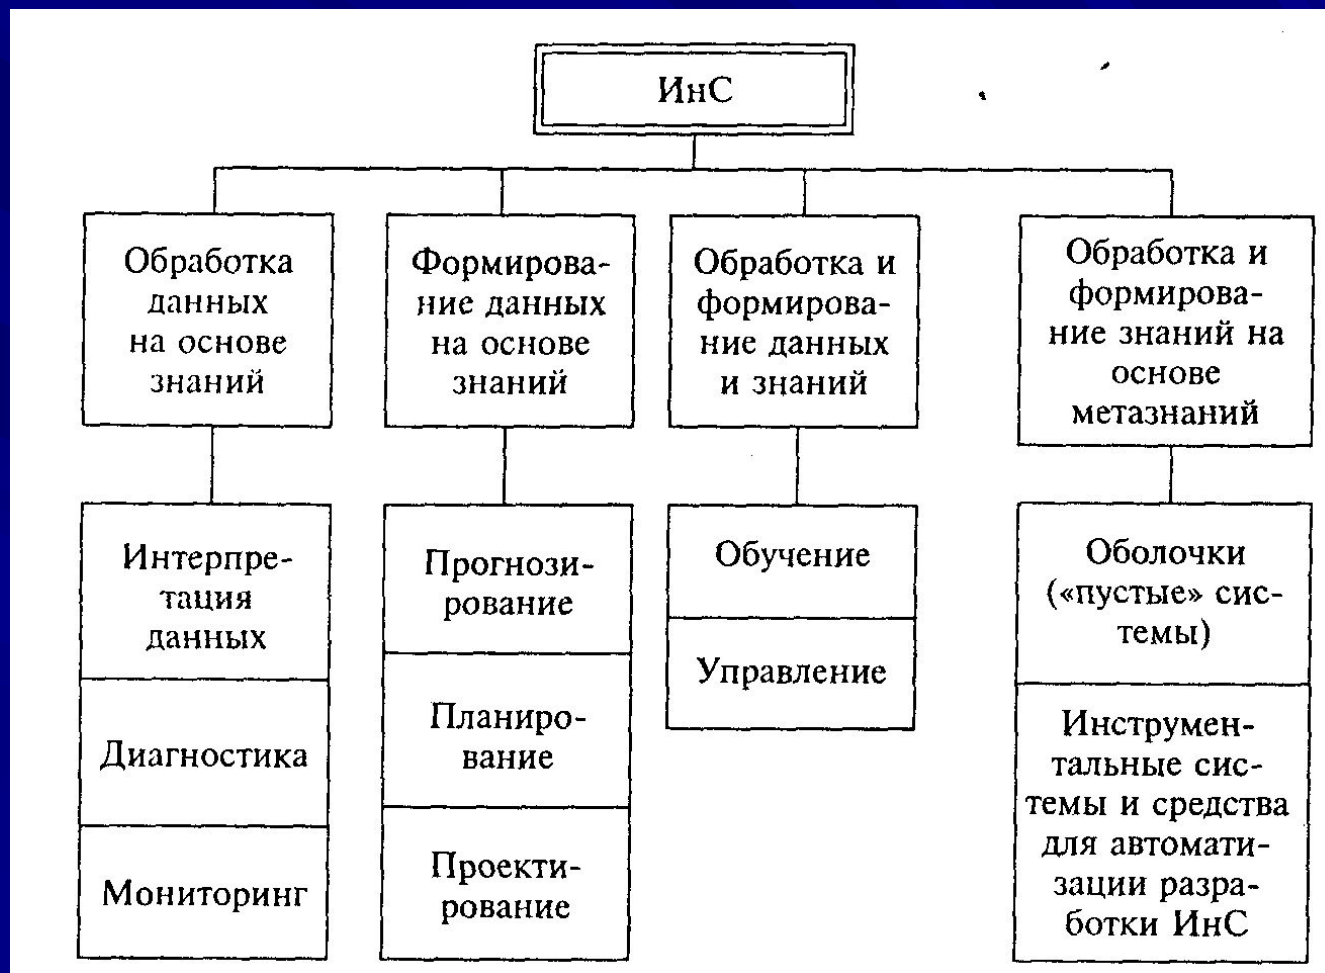 ИнС
Обработка
данных
на основе
знаний
Формирова-
ние данных
на основе
знаний
Обработка и
формирова-
ние данных
и знаний
Обработка и
формирова-
ние знаний на
основе
метазнаний
Интерпре-
тация
данных
Диагностика
Мониторинг
Прогнози-
рование
Планиро-
вание
Проекти-
рование
Обучение
Управление
Оболочки
(«пустые» сис-
темы)
Инструмен-
тальные сис-
темы и средства
для автомати-
зации разра-
ботки ИнС